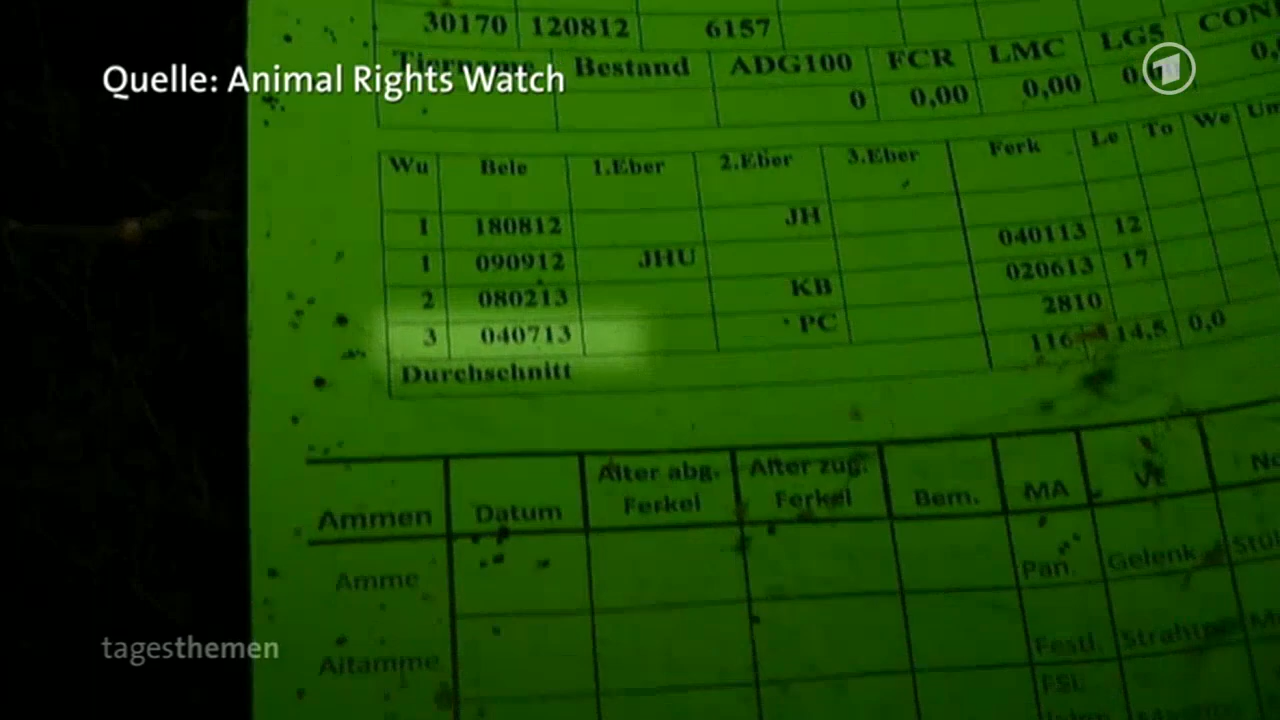 30170 120812 6157
Quelle: Animal Rights Watch
Bestand ADG100 FCR LMC LG5
0 0,00 0,00
1
Wu Bele 1.Eber 2.Eber 3.Eber Ferk Le To We
1 180812 JH 040113 12
1 090912 JHU 020613 17
2 080213 KB 2810
3 040713 PC
Durchschnitt 14,5 0,0
Ammen Datum Alter abg. Ferkel Alter zug. Ferkel Bem. MA
Amme Pan. Gelenk
tagesthemen
Altamme Festl.